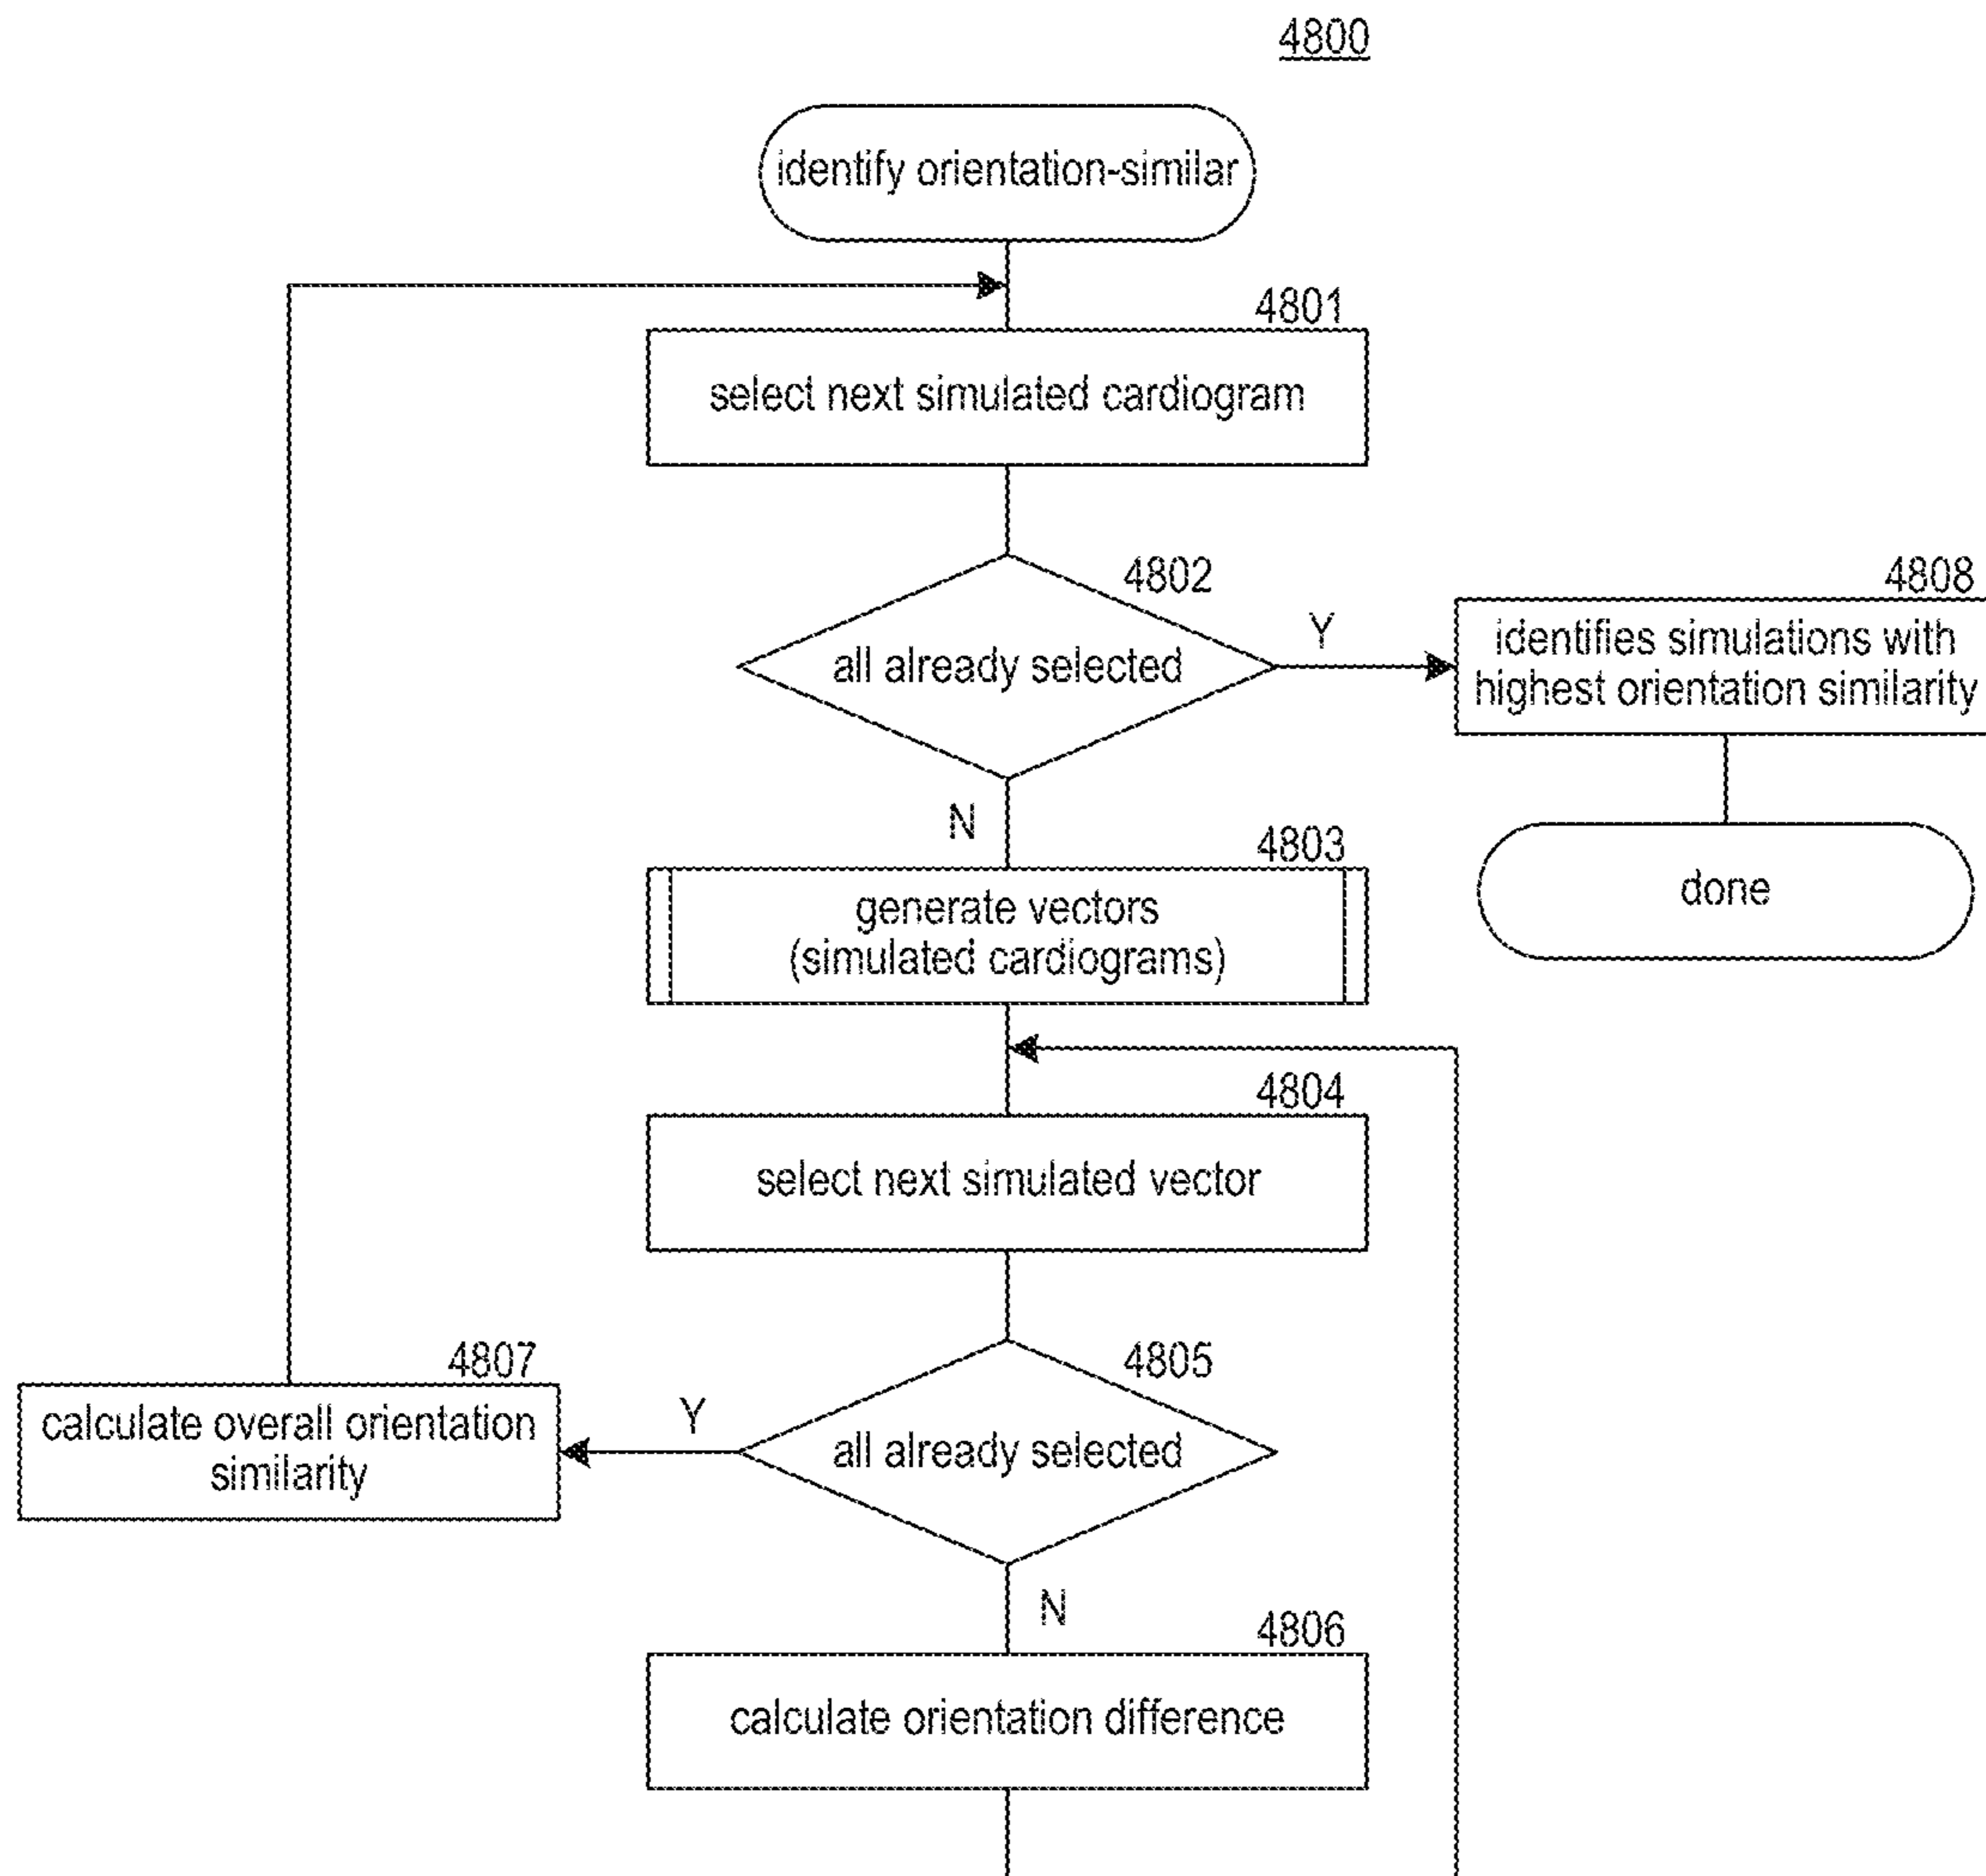 4800
identify orientation-similar
4801
select next simulated cardiogram
4802
all already selected
Y
4808
identifies simulations with
highest orientation similarity
done
N
4803
generate vectors
(simulated cardiograms)
4804
select next simulated vector
4805
all already selected
Y
4807
calculate overall orientation
similarity
N
4806
calculate orientation difference